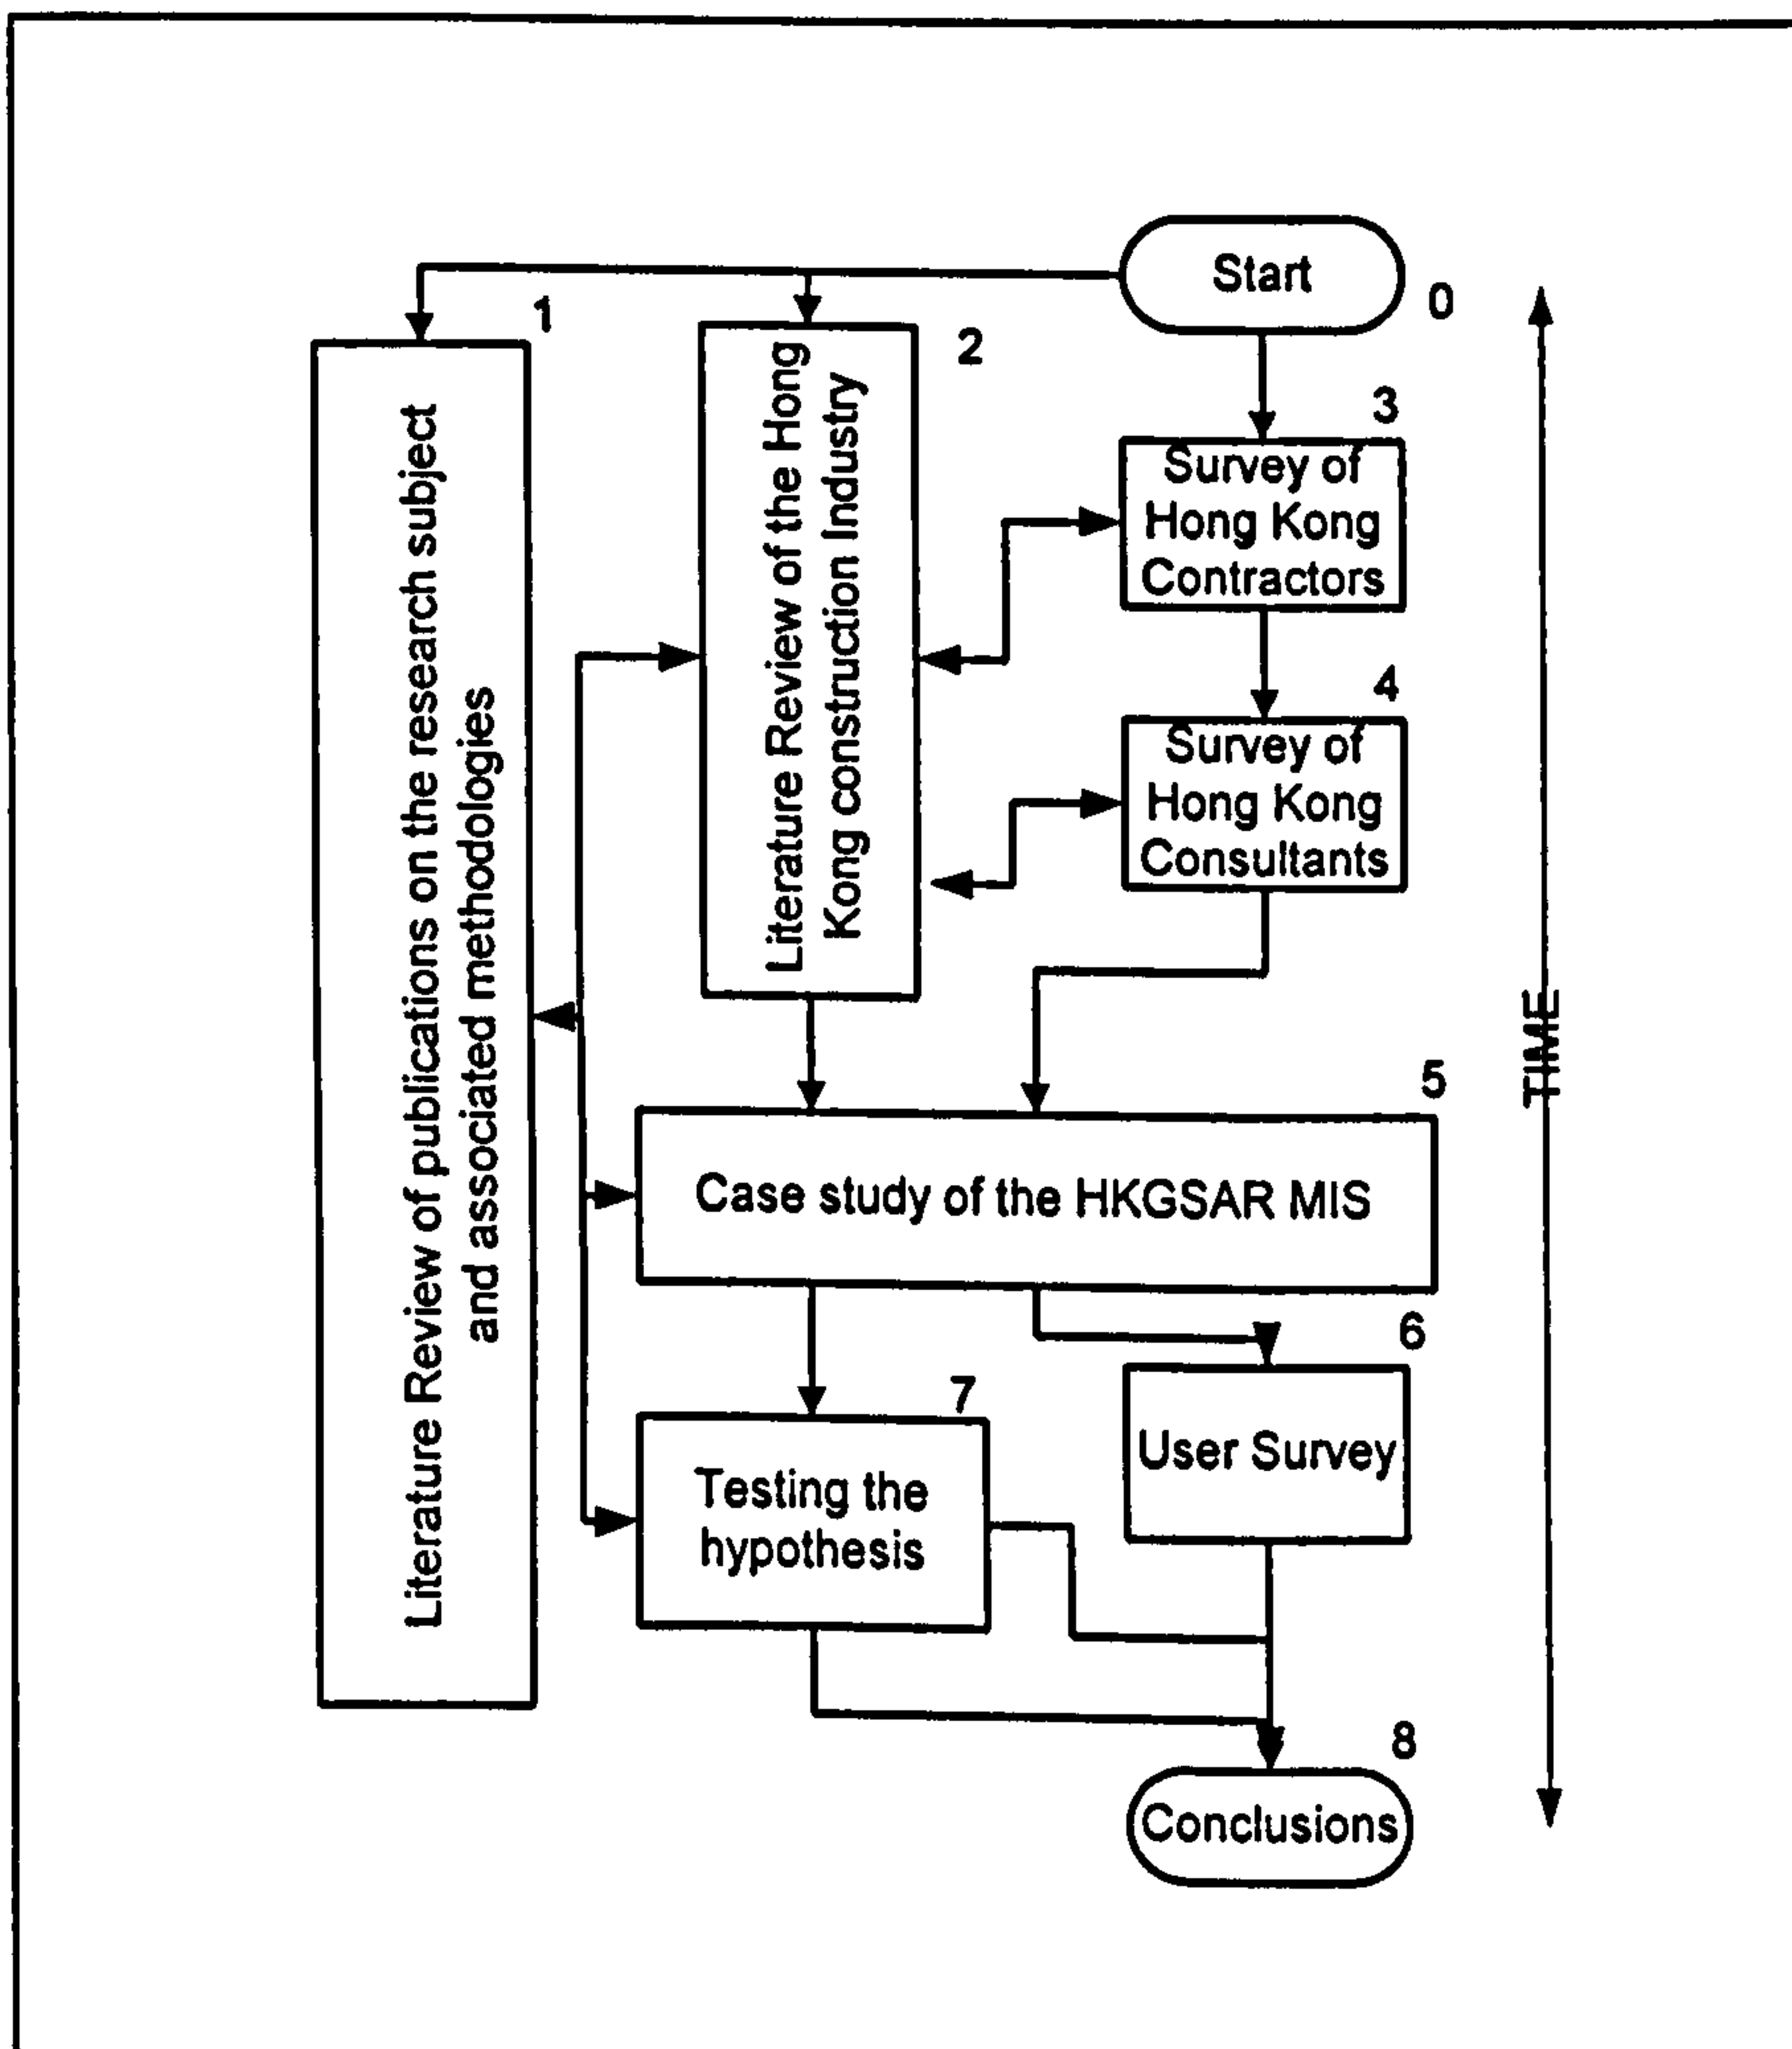 Start
0
1
Literature Review of publications on the research subject
and associated methodologies
2
Literature Review of the Hong
Kong construction Industry
3
Survey of
Hong Kong
Contractors
4
Survey of
Hong Kong
Consultants
TIME
5
Case study of the HKGSAR MIS
6
User Survey
7
Testing the
hypothesis
8
Conclusions